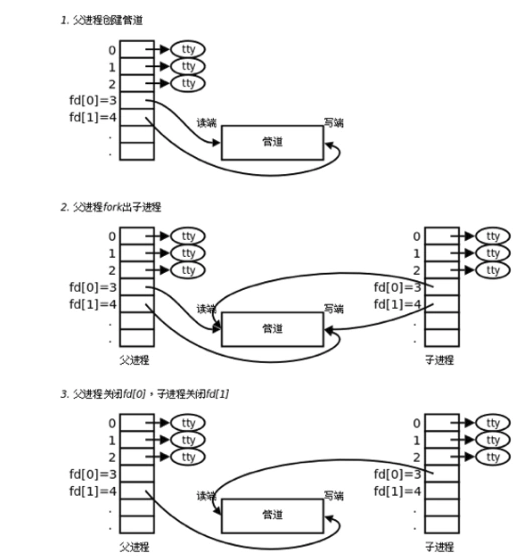 1. 父进程创建管道
0 tty
1 tty
2 tty
fd[0]=3
fd[1]=4
.
.
读端 写端
管道
2. 父进程fork出子进程
0 tty 0 tty
1 tty 1 tty
2 tty 2 tty
fd[0]=3 fd[0]=3
fd[1]=4 fd[1]=4
. .
. .
读端 写端
管道
父进程 子进程
3. 父进程关闭fd[0]，子进程关闭fd[1]
0 tty 0 tty
1 tty 1 tty
2 tty 2 tty
fd[0]=3 fd[0]=3
fd[1]=4 fd[1]=4
. .
. .
读端 写端
管道
父进程 子进程